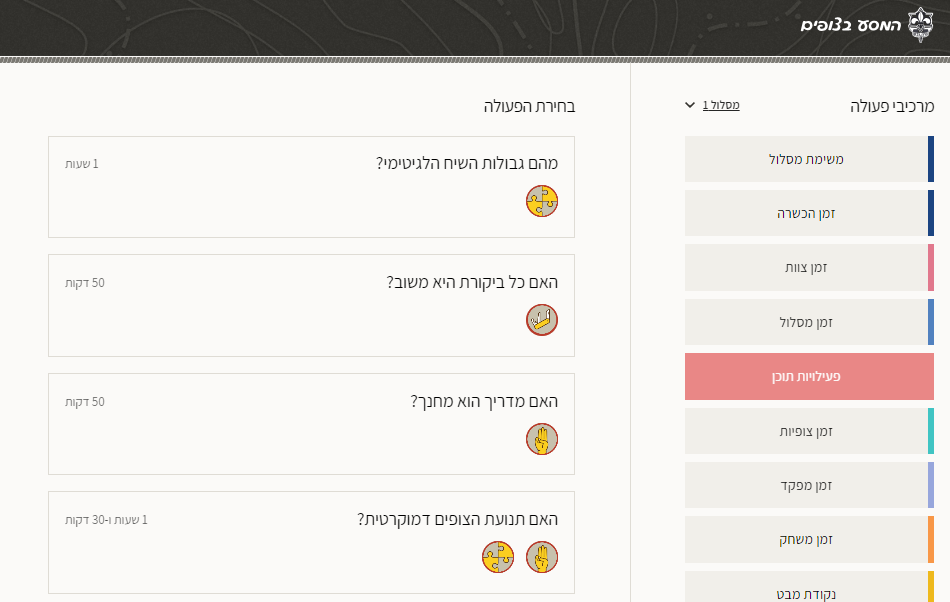 המסע בצופים
מרכיבי פעולה
מסלול 1
משימת מסלול
זמן הכשרה
זמן צוות
זמן מסלול
פעילויות תוכן
זמן צופיות
זמן מפקד
זמן משחק
נקודת מבט
בחירת הפעולה
מהם גבולות השיח הלגיטימי?
1 שעות
האם כל ביקורת היא משוב?
50 דקות
האם מדריך הוא מחנך?
50 דקות
האם תנועת הצופים דמוקרטית?
1 שעות ו-30 דקות